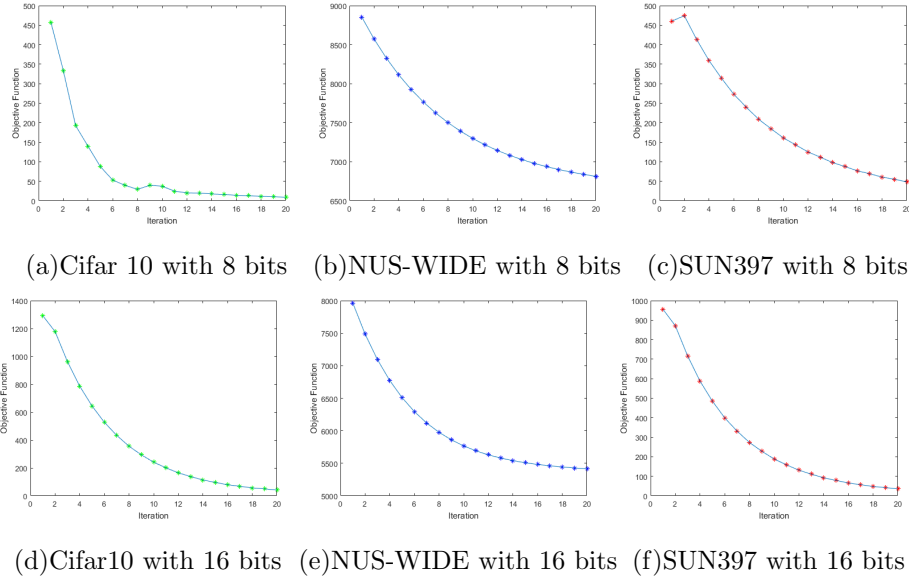 500
450
400
350
300
250
200
150
100
50
0
Objective Function
0 2 4 6 8 10 12 14 16 18 20
Iteration
(a)Cifar 10 with 8 bits
9000
8500
8000
7500
7000
6500
Objective Function
0 2 4 6 8 10 12 14 16 18 20
Iteration
(b)NUS-WIDE with 8 bits
500
450
400
350
300
250
200
150
100
50
0
Objective Function
0 2 4 6 8 10 12 14 16 18 20
Iteration
(c)SUN397 with 8 bits
1400
1200
1000
800
600
400
200
0
Objective Function
0 2 4 6 8 10 12 14 16 18 20
Iteration
(d)Cifar10 with 16 bits
8000
7500
7000
6500
6000
5500
5000
Objective Function
0 2 4 6 8 10 12 14 16 18 20
Iteration
(e)NUS-WIDE with 16 bits
1000
900
800
700
600
500
400
300
200
100
0
Objective Function
0 2 4 6 8 10 12 14 16 18 20
Iteration
(f)SUN397 with 16 bits